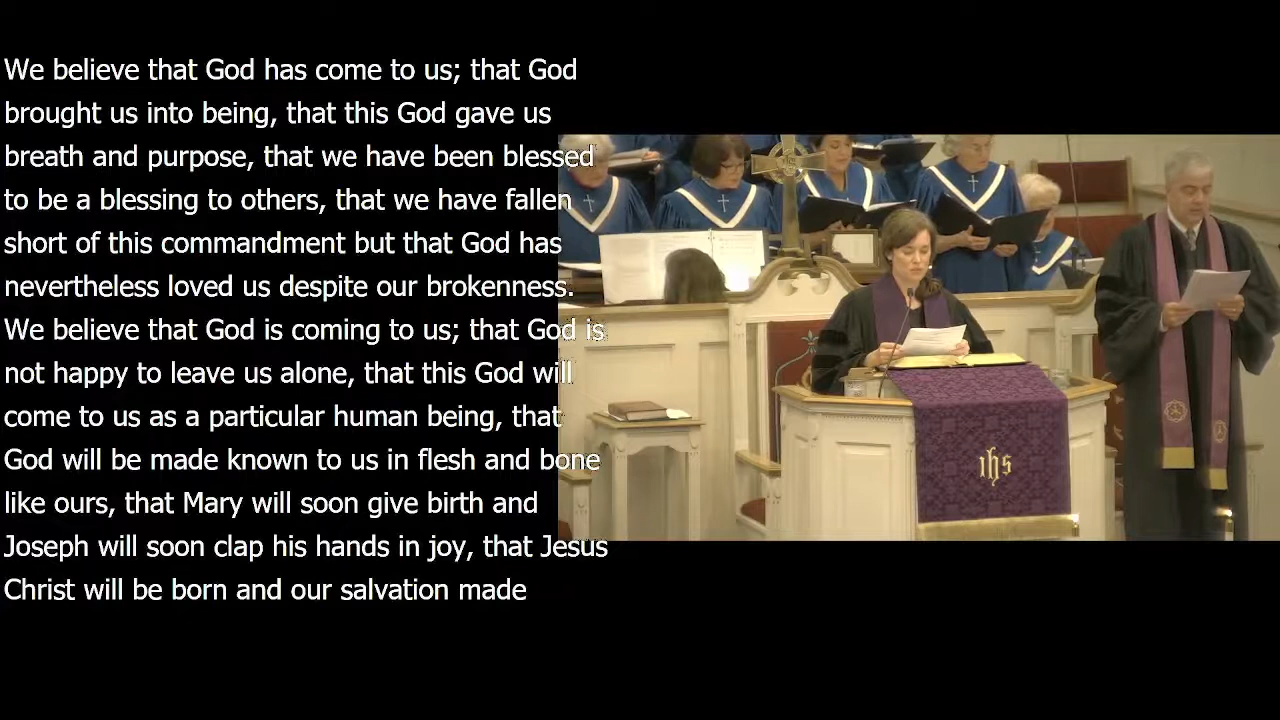 We believe that God has come to us; that God
brought us into being, that this God gave us
breath and purpose, that we have been blessed
to be a blessing to others, that we have fallen
short of this commandment but that God has
nevertheless loved us despite our brokenness.
We believe that God is coming to us; that God is
not happy to leave us alone, that this God will
come to us as a particular human being, that
God will be made known to us in flesh and bone
like ours, that Mary will soon give birth and
Joseph will soon clap his hands in joy, that Jesus
Christ will be born and our salvation made
ihs